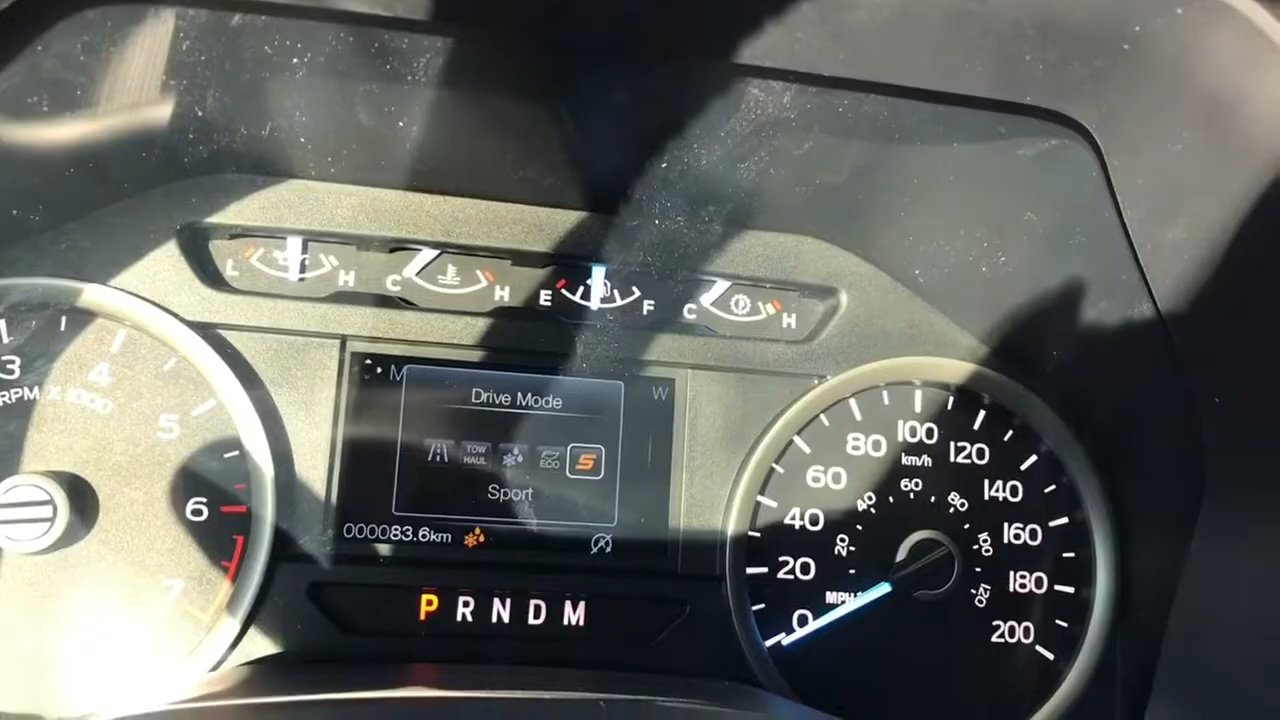 L H
C H
E F
C H
3
4
5
6
7
RPM X 1000
M
W
Drive Mode
TOW
HAUL
ECO
S
Sport
000083.6km
P R N D M
0
20
40
60
80
100
120
140
160
180
200
km/h
MPH
20
40
60
80
100
120